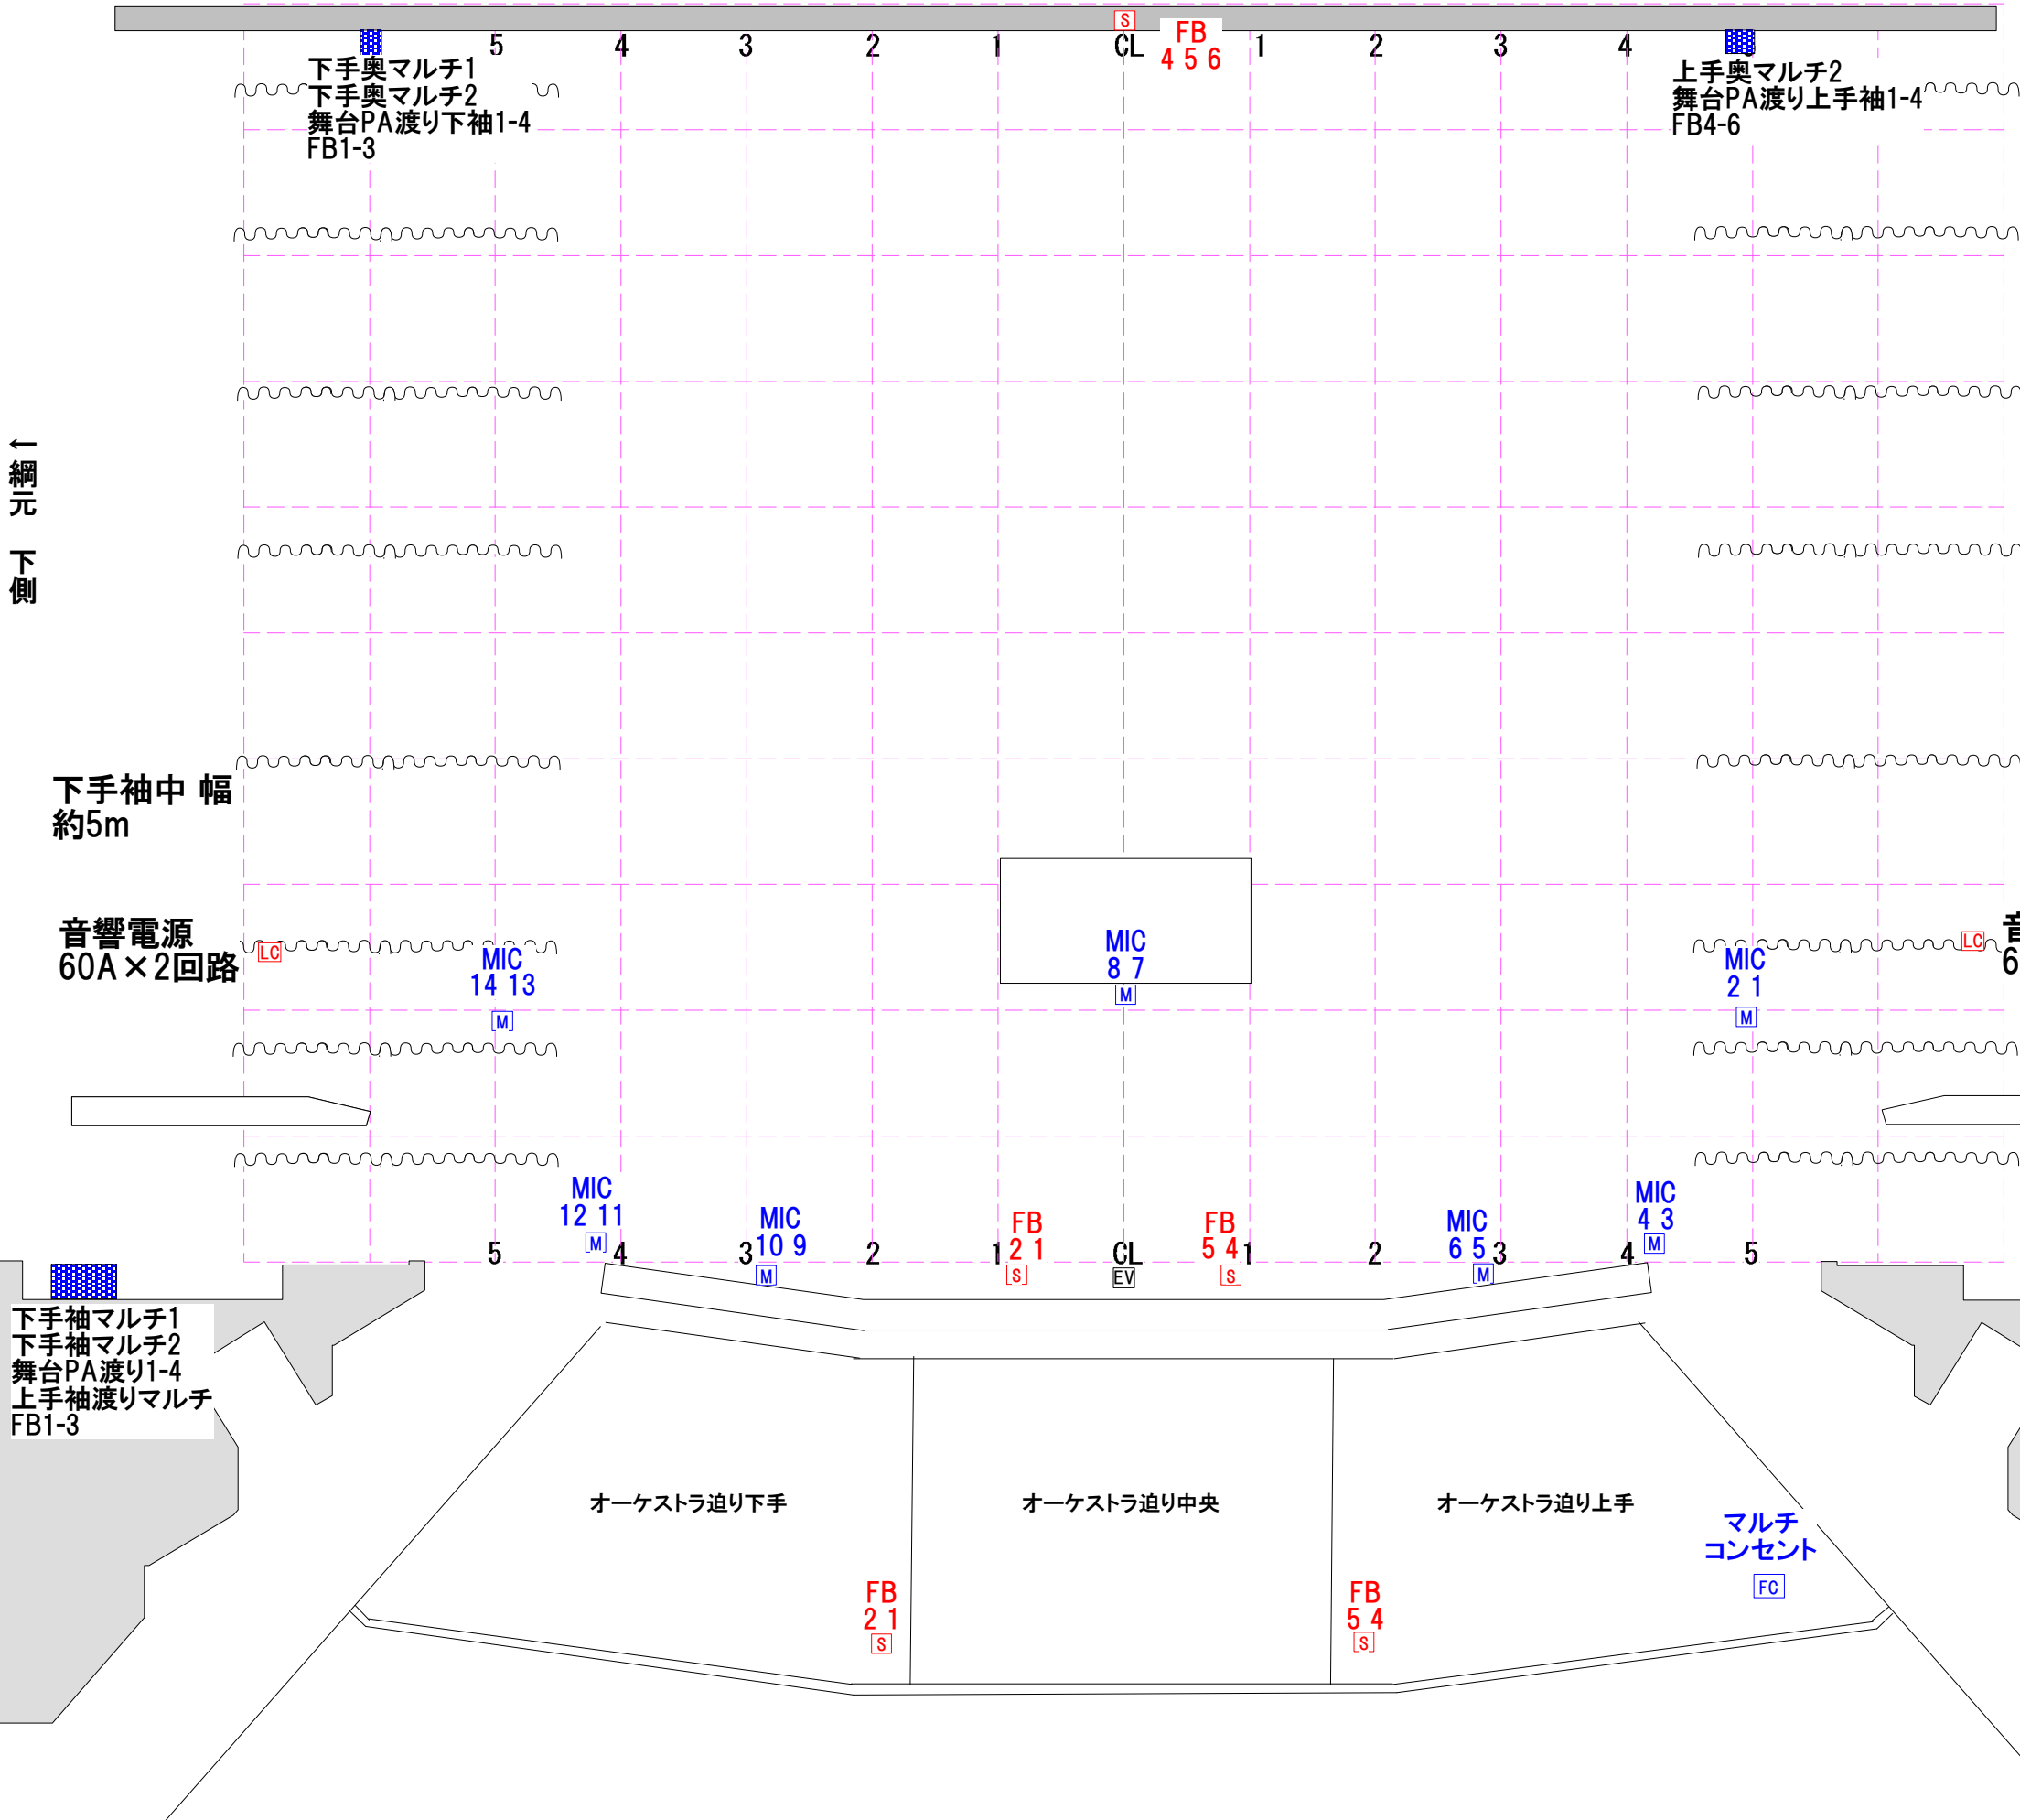 S
FB
4 5 6
5 4 3 2 1 CL 1 2 3 4
下手奥マルチ1
下手奥マルチ2
舞台PA渡り下袖1-4
FB1-3
上手奥マルチ2
舞台PA渡り上手袖1-4
FB4-6
←綱元 下側
下手袖中 幅
約5m
音響電源
60A×2回路
LC
MIC
14 13
M
MIC
8 7
M
MIC
2 1
M
LC
音
6
MIC
12 11
M
MIC
10 9
M
FB
2 1
S
FB
5 4
S
MIC
6 5
M
MIC
4 3
M
5 4 3 2 1 CL 1 2 3 4 5
EV
下手袖マルチ1
下手袖マルチ2
舞台PA渡り1-4
上手袖渡りマルチ
FB1-3
オーケストラ迫り下手
オーケストラ迫り中央
オーケストラ迫り上手
マルチ
コンセント
FC
FB
2 1
S
FB
5 4
S